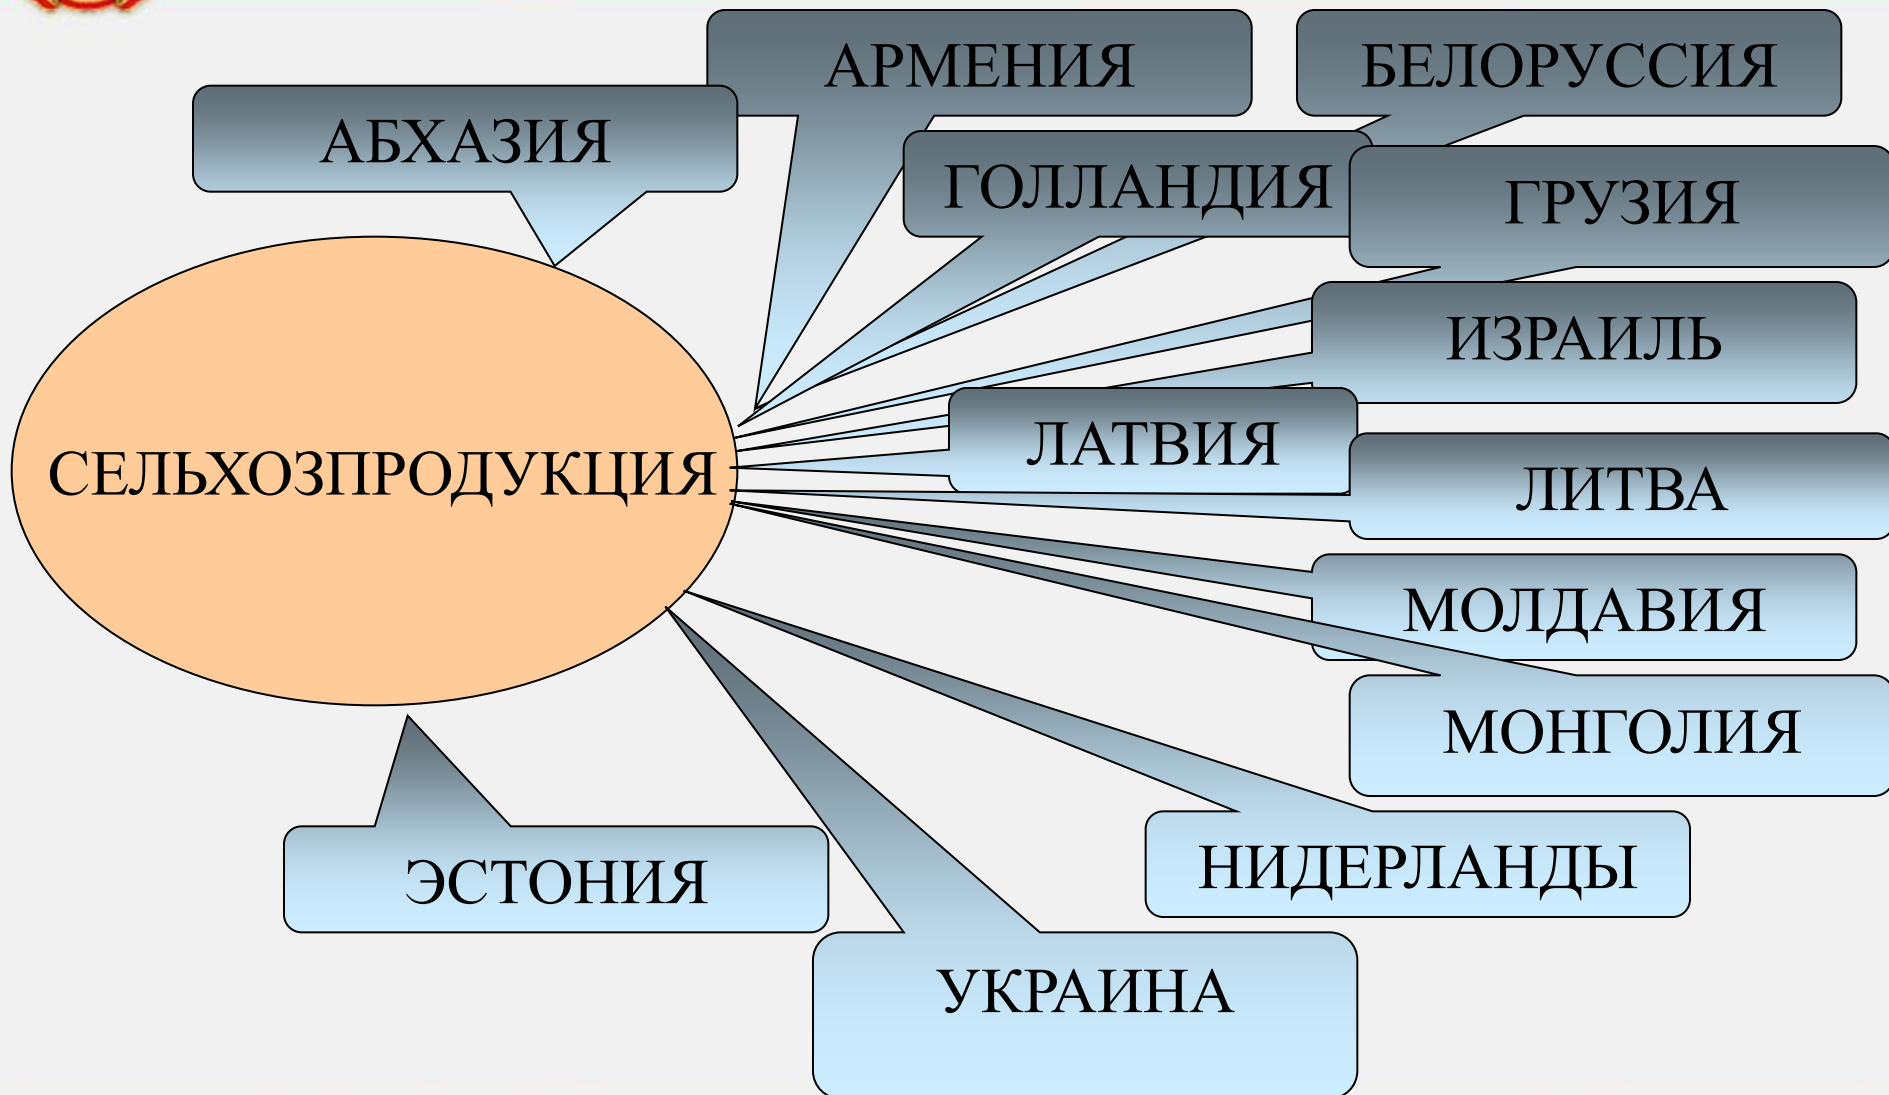 АРМЕНИЯ
БЕЛОРУССИЯ
АБХАЗИЯ
ГОЛЛАНДИЯ
ГРУЗИЯ
ИЗРАИЛЬ
ЛАТВИЯ
СЕЛЬХОЗПРОДУКЦИЯ
ЛИТВА
МОЛДАВИЯ
МОНГОЛИЯ
НИДЕРЛАНДЫ
ЭСТОНИЯ
УКРАИНА